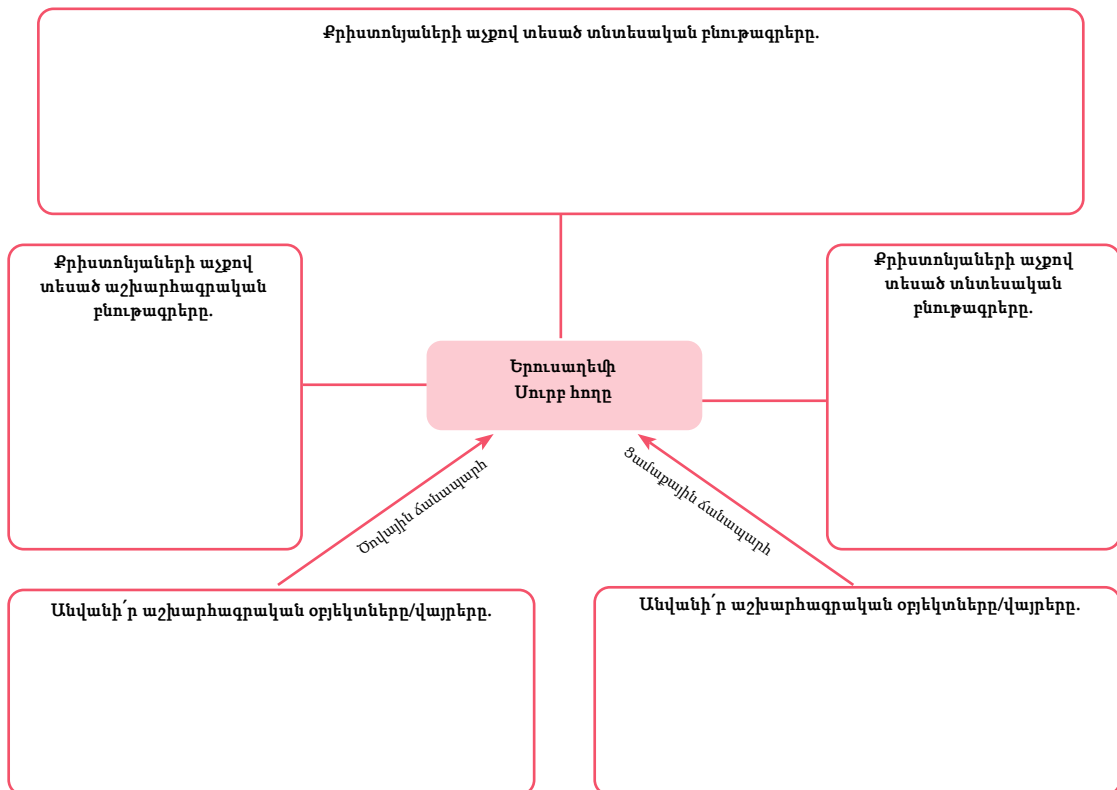 Քրիստոնյաների աչքով տեսած տնտեսական բնութագրերը.
Քրիստոնյաների աչքով
տեսած աշխարհագրական
բնութագրերը.
Քրիստոնյաների աչքով
տեսած տնտեսական
բնութագրերը.
Երուսաղեմի
Սուրբ հողը
Ծովային ճանապարհ
Ցամաքային ճանապարհ
Անվանի՛ր աշխարհագրական օբյեկտները/վայրերը.
Անվանի՛ր աշխարհագրական օբյեկտները/վայրերը.